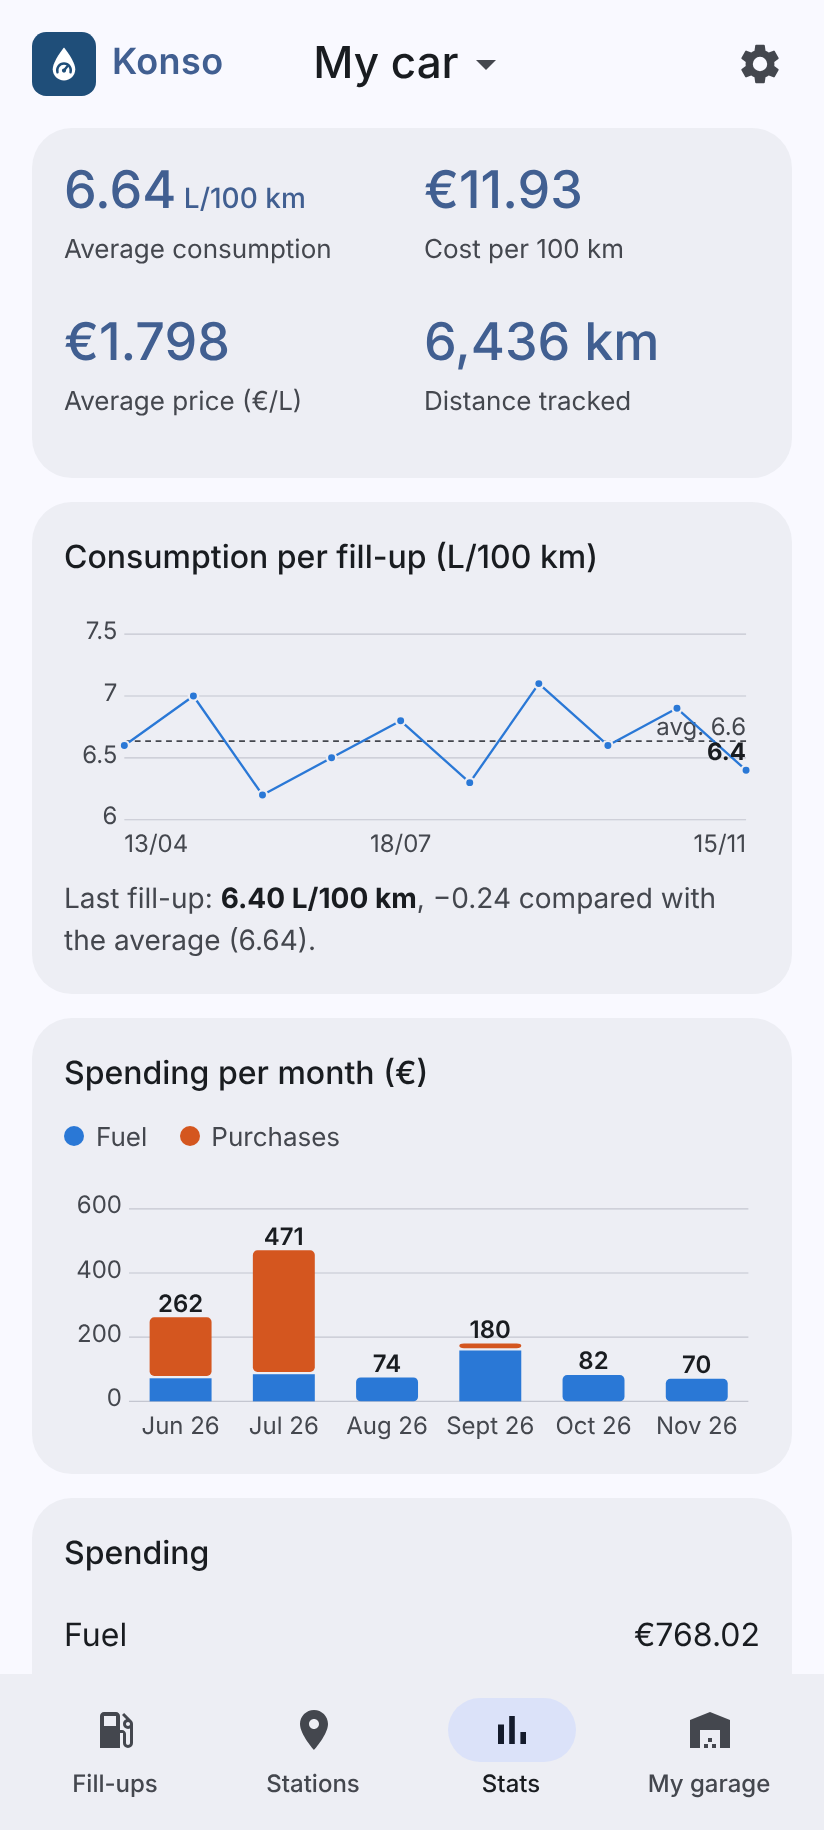 Konso
My car
6.64 L/100 km
Average consumption
€11.93
Cost per 100 km
€1.798
Average price (€/L)
6,436 km
Distance tracked
Consumption per fill-up (L/100 km)
7.5
7
6.5
6
avg. 6.6
6.4
13/04 18/07 15/11
Last fill-up: 6.40 L/100 km, −0.24 compared with
the average (6.64).
Spending per month (€)
Fuel Purchases
600
400
200
0
262 471 74 180 82 70
Jun 26 Jul 26 Aug 26 Sept 26 Oct 26 Nov 26
Spending
Fuel €768.02
Fill-ups Stations Stats My garage